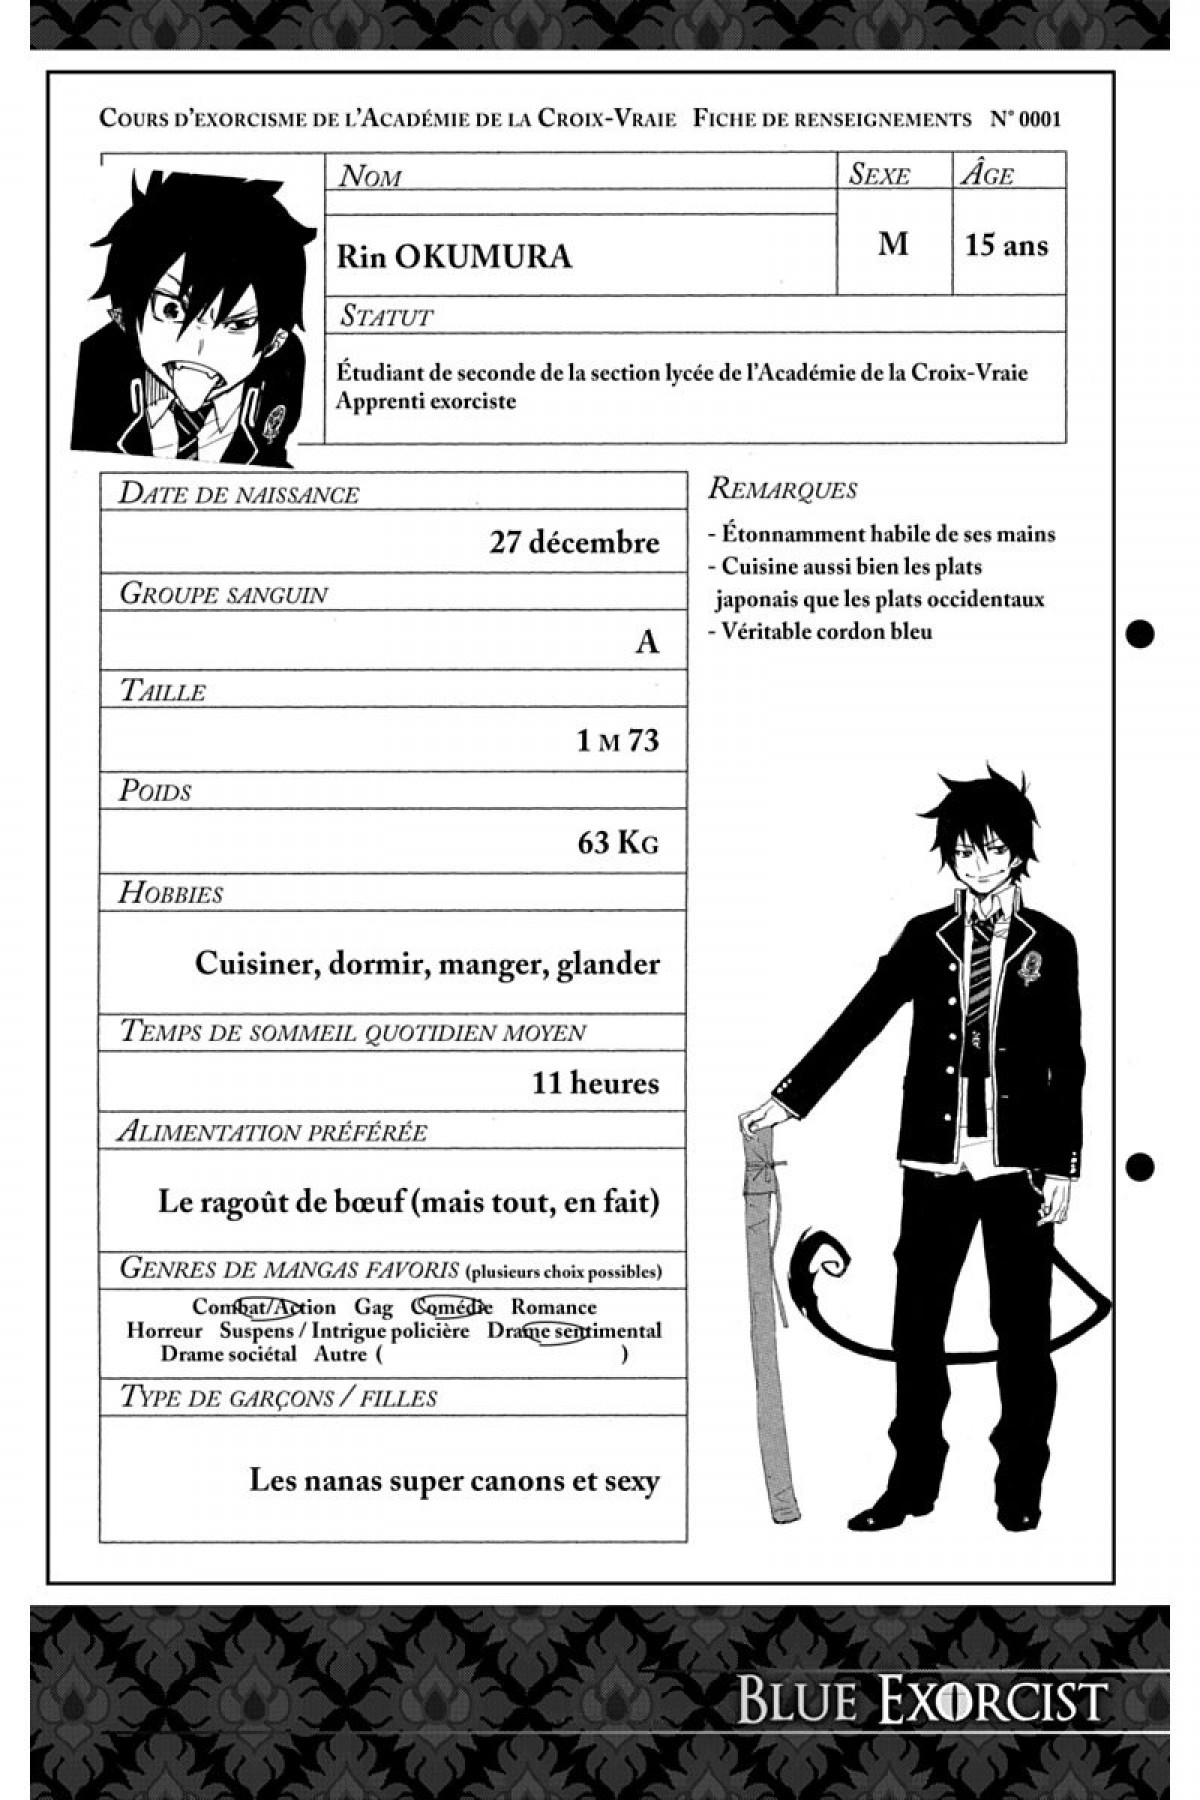 COURS D'EXORCISME DE L'ACADÉMIE DE LA CROIX-VRAIE FICHE DE RENSEIGNEMENTS N° 0001
NOM
SEXE
ÂGE
Rin OKUMURA
M
15 ans
STATUT
Étudiant de seconde de la section lycée de l'Académie de la Croix-Vraie
Apprenti exorciste
DATE DE NAISSANCE
27 décembre
GROUPE SANGUIN
A
TAILLE
1 M 73
POIDS
63 KG
HOBBIES
Cuisiner, dormir, manger, glander
TEMPS DE SOMMEIL QUOTIDIEN MOYEN
11 heures
ALIMENTATION PRÉFÉRÉE
Le ragoût de bœuf (mais tout, en fait)
GENRES DE MANGAS FAVORIS (plusieurs choix possibles)
Combat/Action Gag Comédie Romance
Horreur Suspens / Intrigue policière Drame sentimental
Drame sociétal Autre ( )
TYPE DE GARÇONS / FILLES
Les nanas super canons et sexy
REMARQUES
- Étonnamment habile de ses mains
- Cuisine aussi bien les plats
japonais que les plats occidentaux
- Véritable cordon bleu
BLUE EXORCIST